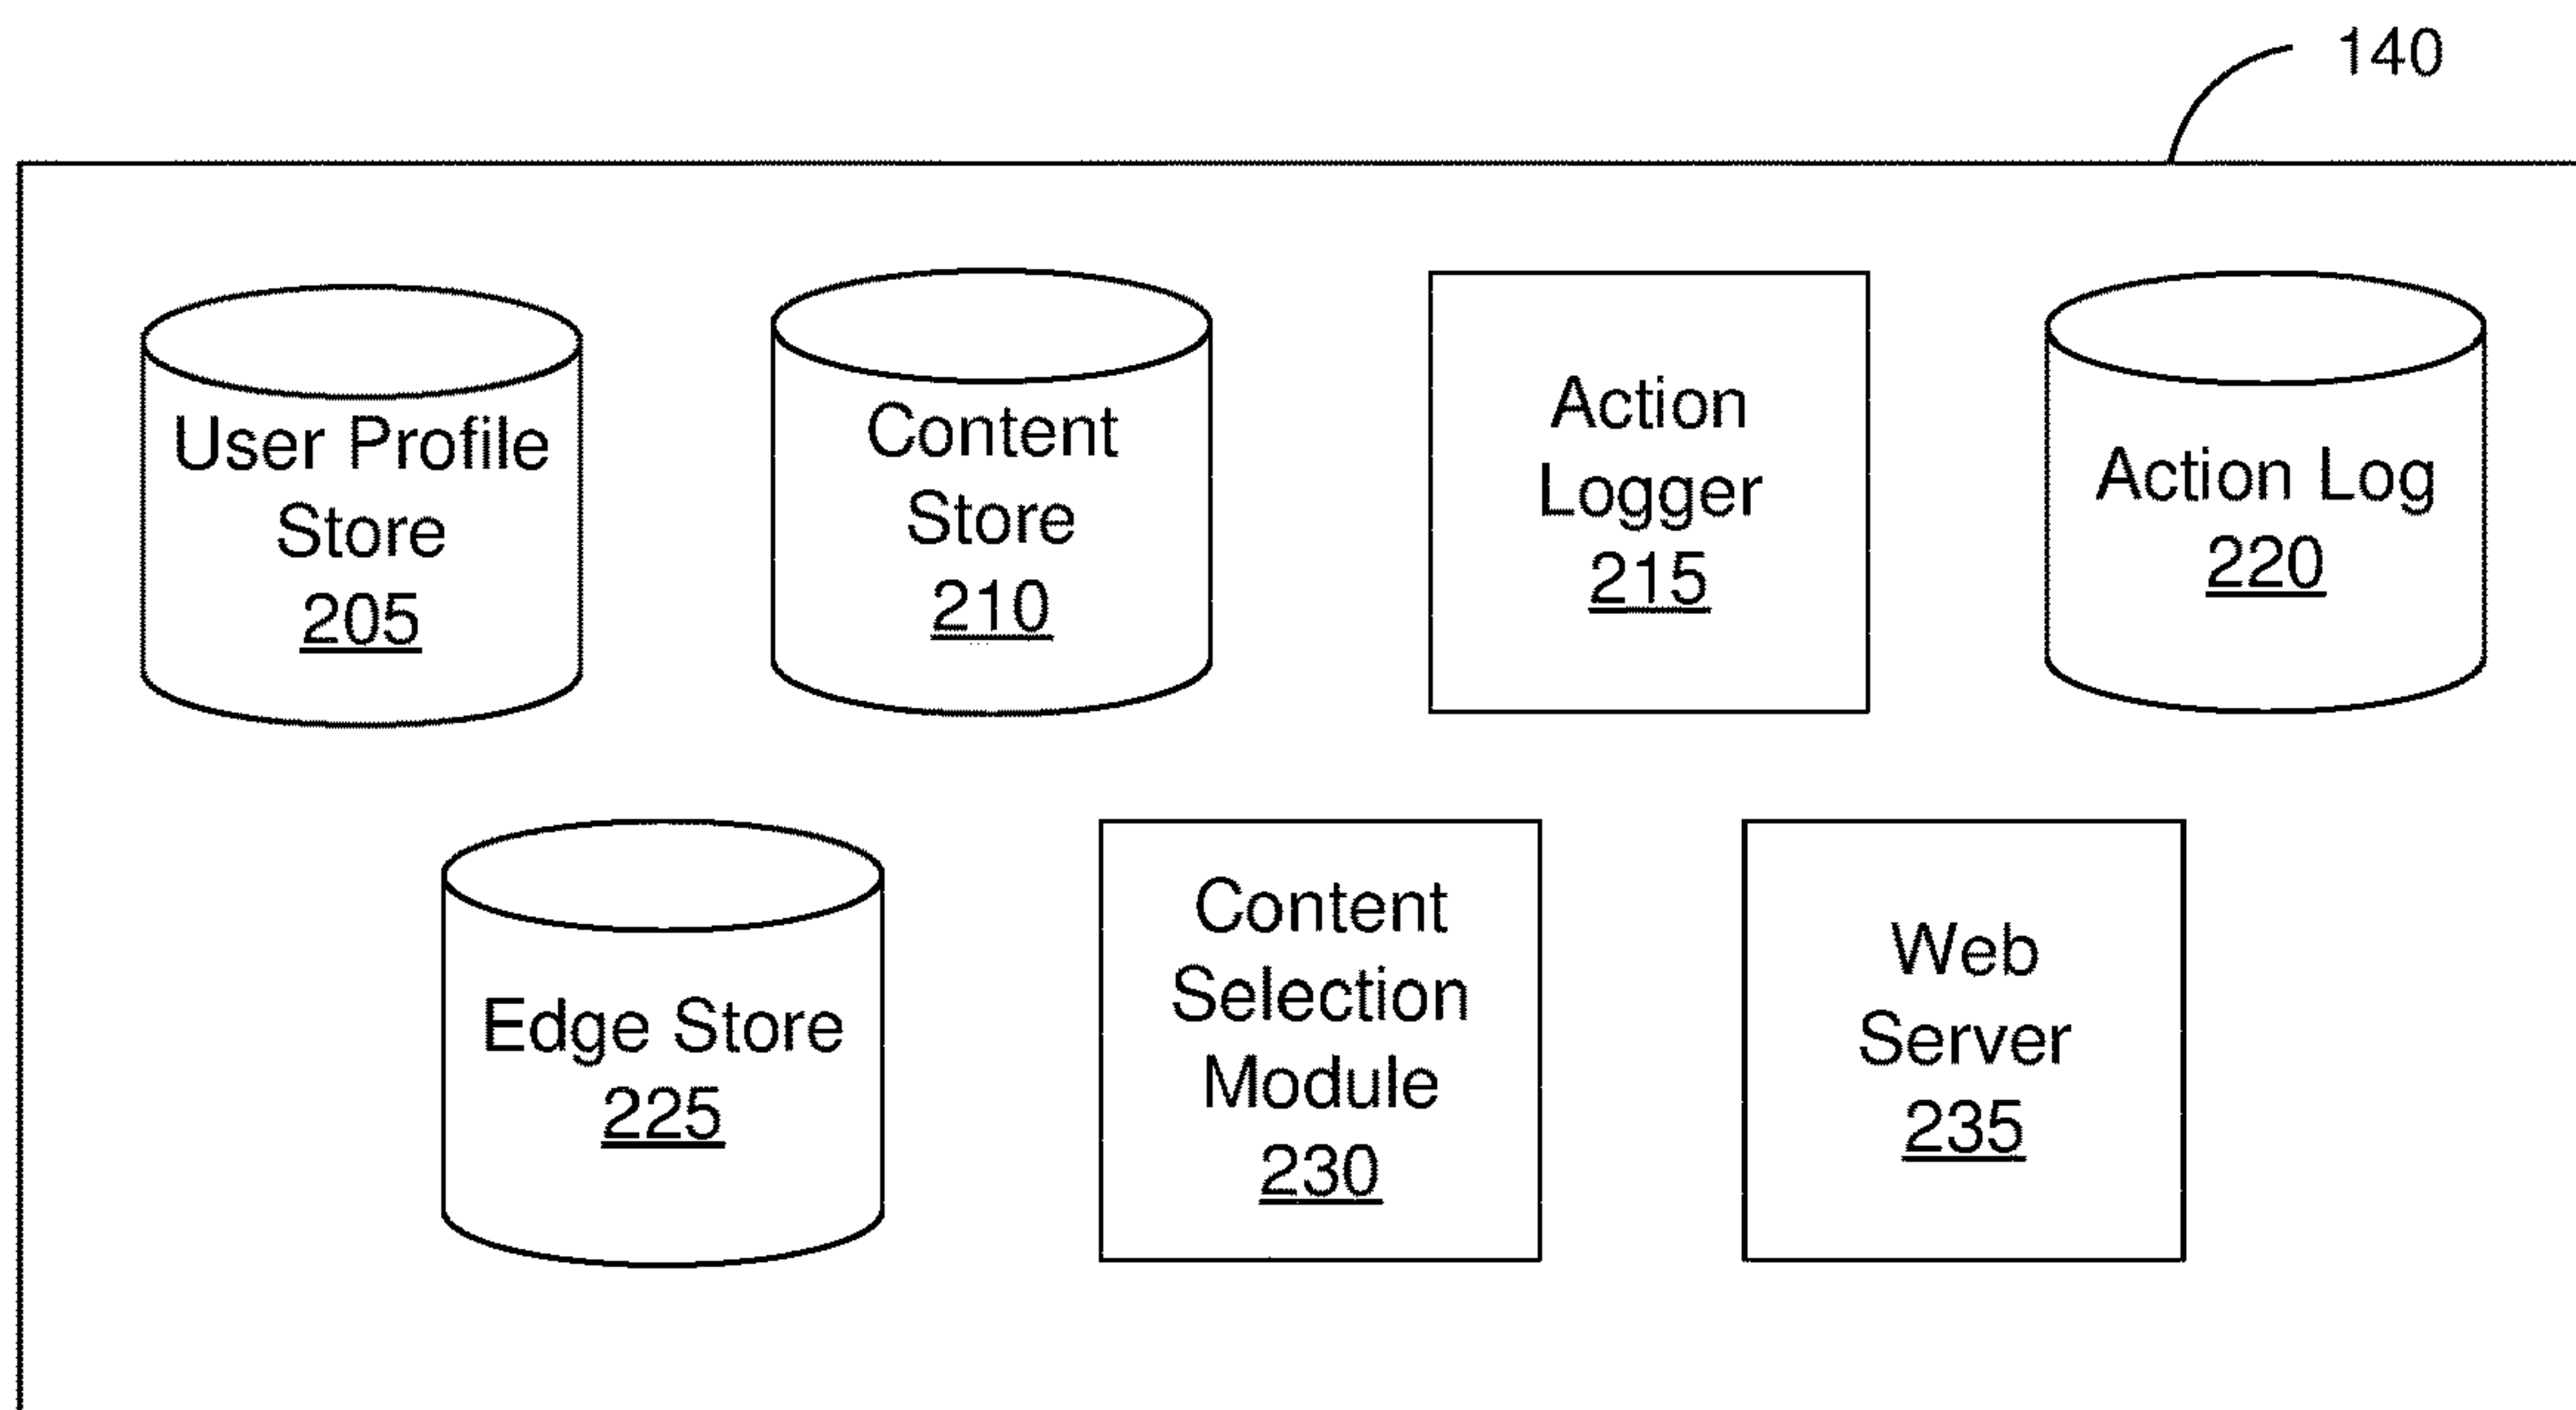 140
User Profile
Store
205
Content
Store
210
Action
Logger
215
Action Log
220
Edge Store
225
Content
Selection
Module
230
Web
Server
235